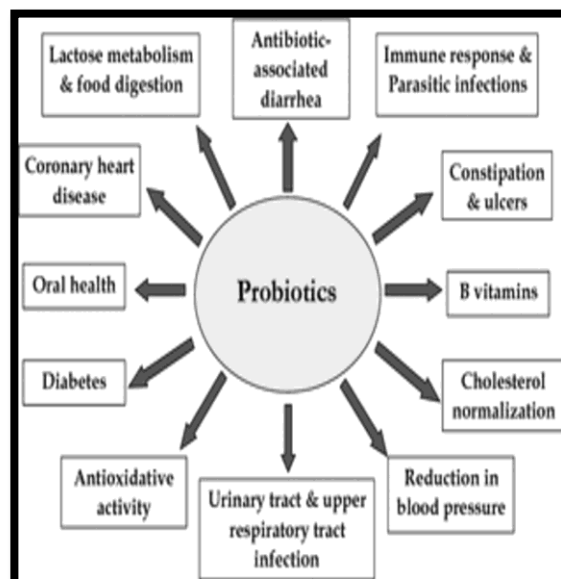 Lactose metabolism
& food digestion
Antibiotic-
associated
diarrhea
Immune response &
Parasitic infections
Coronary heart
disease
Constipation
& ulcers
Oral health
Probiotics
B vitamins
Diabetes
Cholesterol
normalization
Antioxidative
activity
Urinary tract & upper
respiratory tract
infection
Reduction in
blood pressure